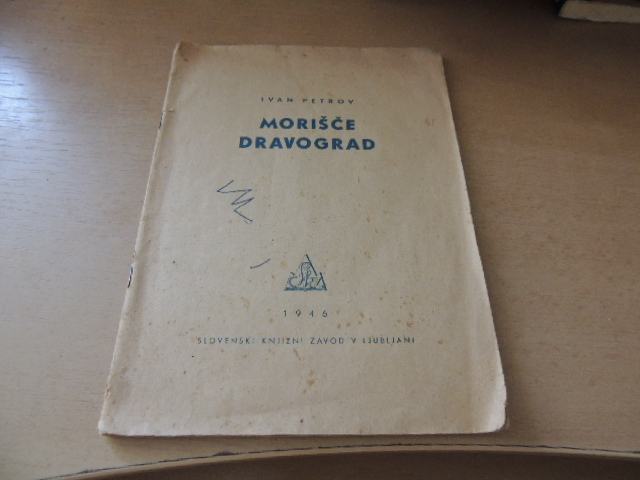 IVAN PETROV
MORIŠČE
DRAVOGRAD
1946
SLOVENSKI KNJIŽNI ZAVOD V LJUBLJANI